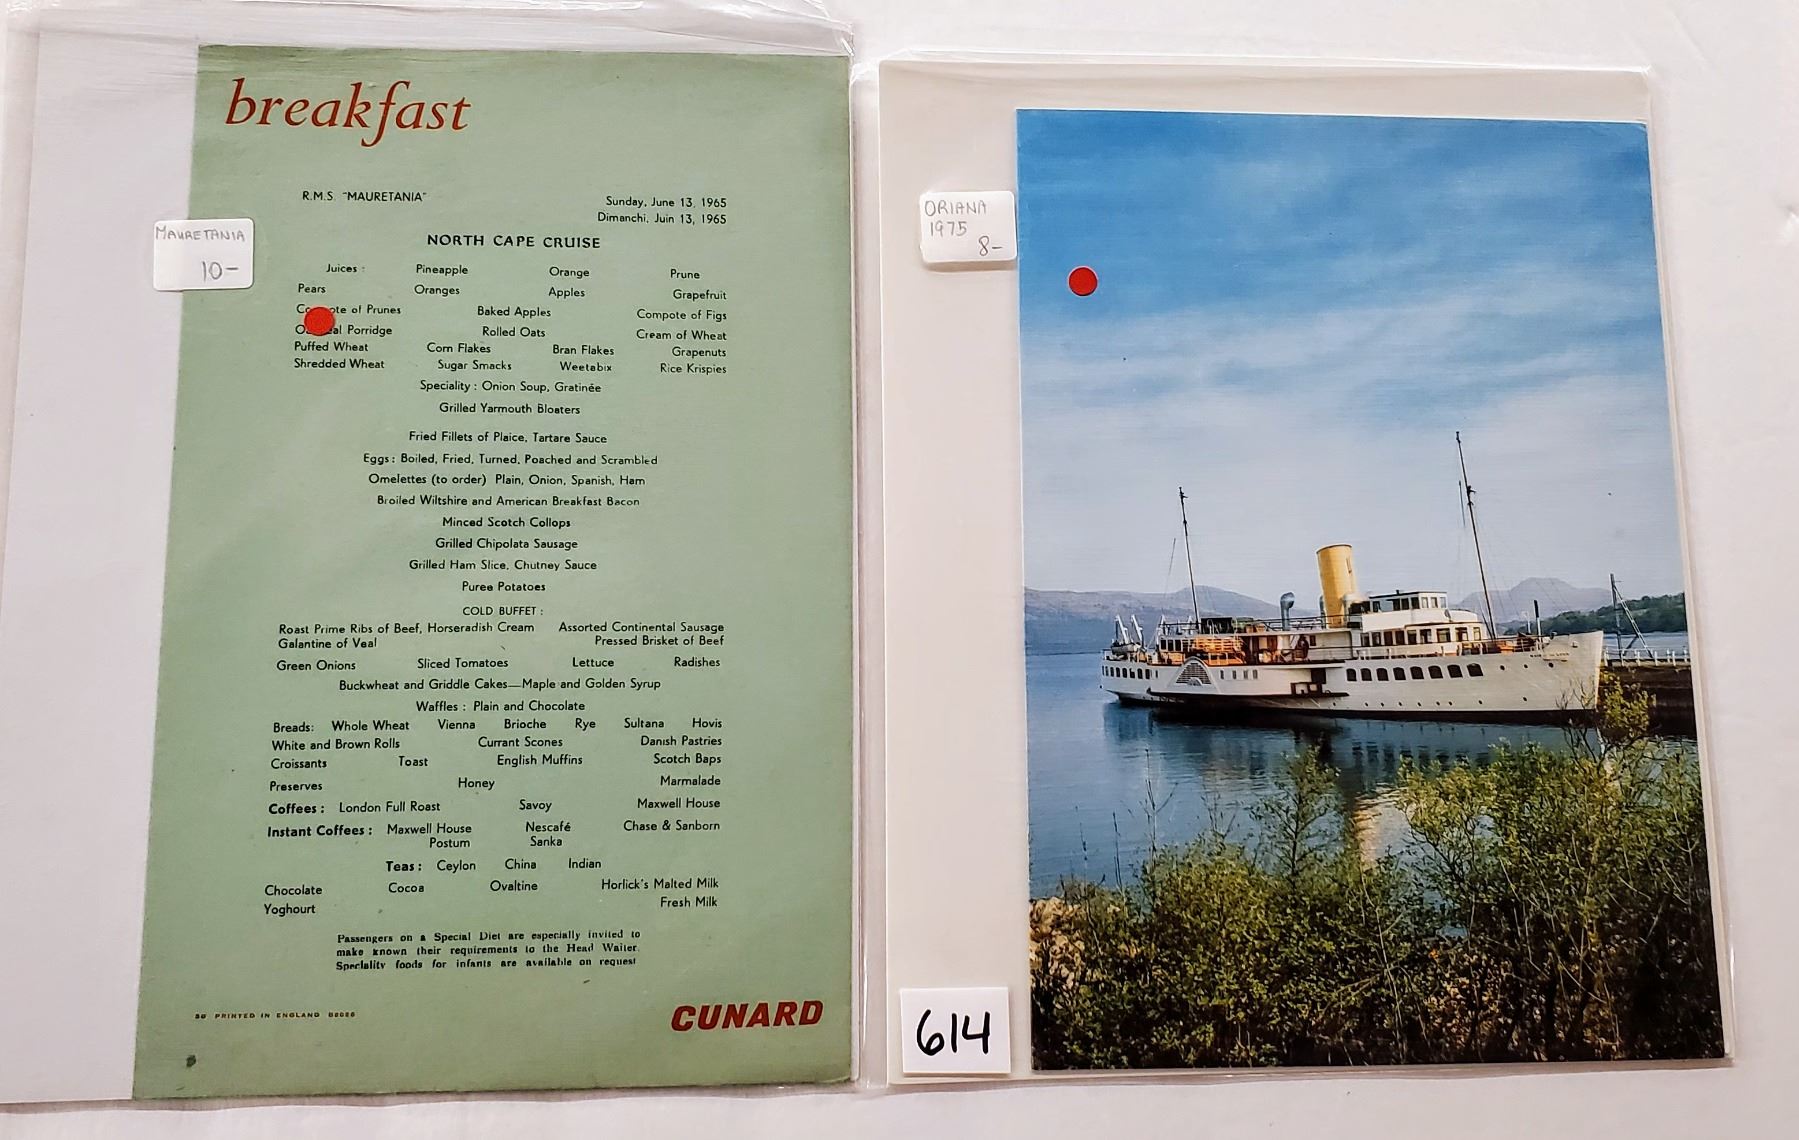 breakfast
R.M.S. "MAURETANIA"
Sunday, June 13, 1965
Dimanchi, Juin 13, 1965
MAURETANIA
10-
NORTH CAPE CRUISE
Juices : Pineapple Orange Prune
Pears Oranges Apples Grapefruit
of Prunes Baked Apples Compote of Figs
Porridge Rolled Oats Cream of Wheat
Puffed Wheat Corn Flakes Bran Flakes Grapenuts
Shredded Wheat Sugar Smacks Weetabix Rice Krispies
Speciality : Onion Soup, Gratinée
Grilled Yarmouth Bloaters
Fried Fillets of Plaice, Tartare Sauce
Eggs : Boiled, Fried, Turned, Poached and Scrambled
Omelettes (to order) Plain, Onion, Spanish, Ham
Broiled Wiltshire and American Breakfast Bacon
Minced Scotch Collops
Grilled Chipolata Sausage
Grilled Ham Slice, Chutney Sauce
Puree Potatoes
COLD BUFFET :
Roast Prime Ribs of Beef, Horseradish Cream Assorted Continental Sausage
Galantine of Veal Pressed Brisket of Beef
Green Onions Sliced Tomatoes Lettuce Radishes
Buckwheat and Griddle Cakes—Maple and Golden Syrup
Waffles : Plain and Chocolate
Breads: Whole Wheat Vienna Brioche Rye Sultana Hovis
White and Brown Rolls Currant Scones Danish Pastries
Croissants Toast English Muffins Scotch Baps
Preserves Honey Marmalade
Coffees : London Full Roast Savoy Maxwell House
Instant Coffees : Maxwell House Nescafé Chase & Sanborn
Postum Sanka
Teas : Ceylon China Indian
Chocolate Cocoa Ovaltine Horlick's Malted Milk
Yoghourt Fresh Milk
Passengers on a Special Diet are especially invited to
make known their requirements to the Head Waiter.
Speciality foods for infants are available on request
PRINTED IN ENGLAND
CUNARD
ORIANA
1975
8-
614